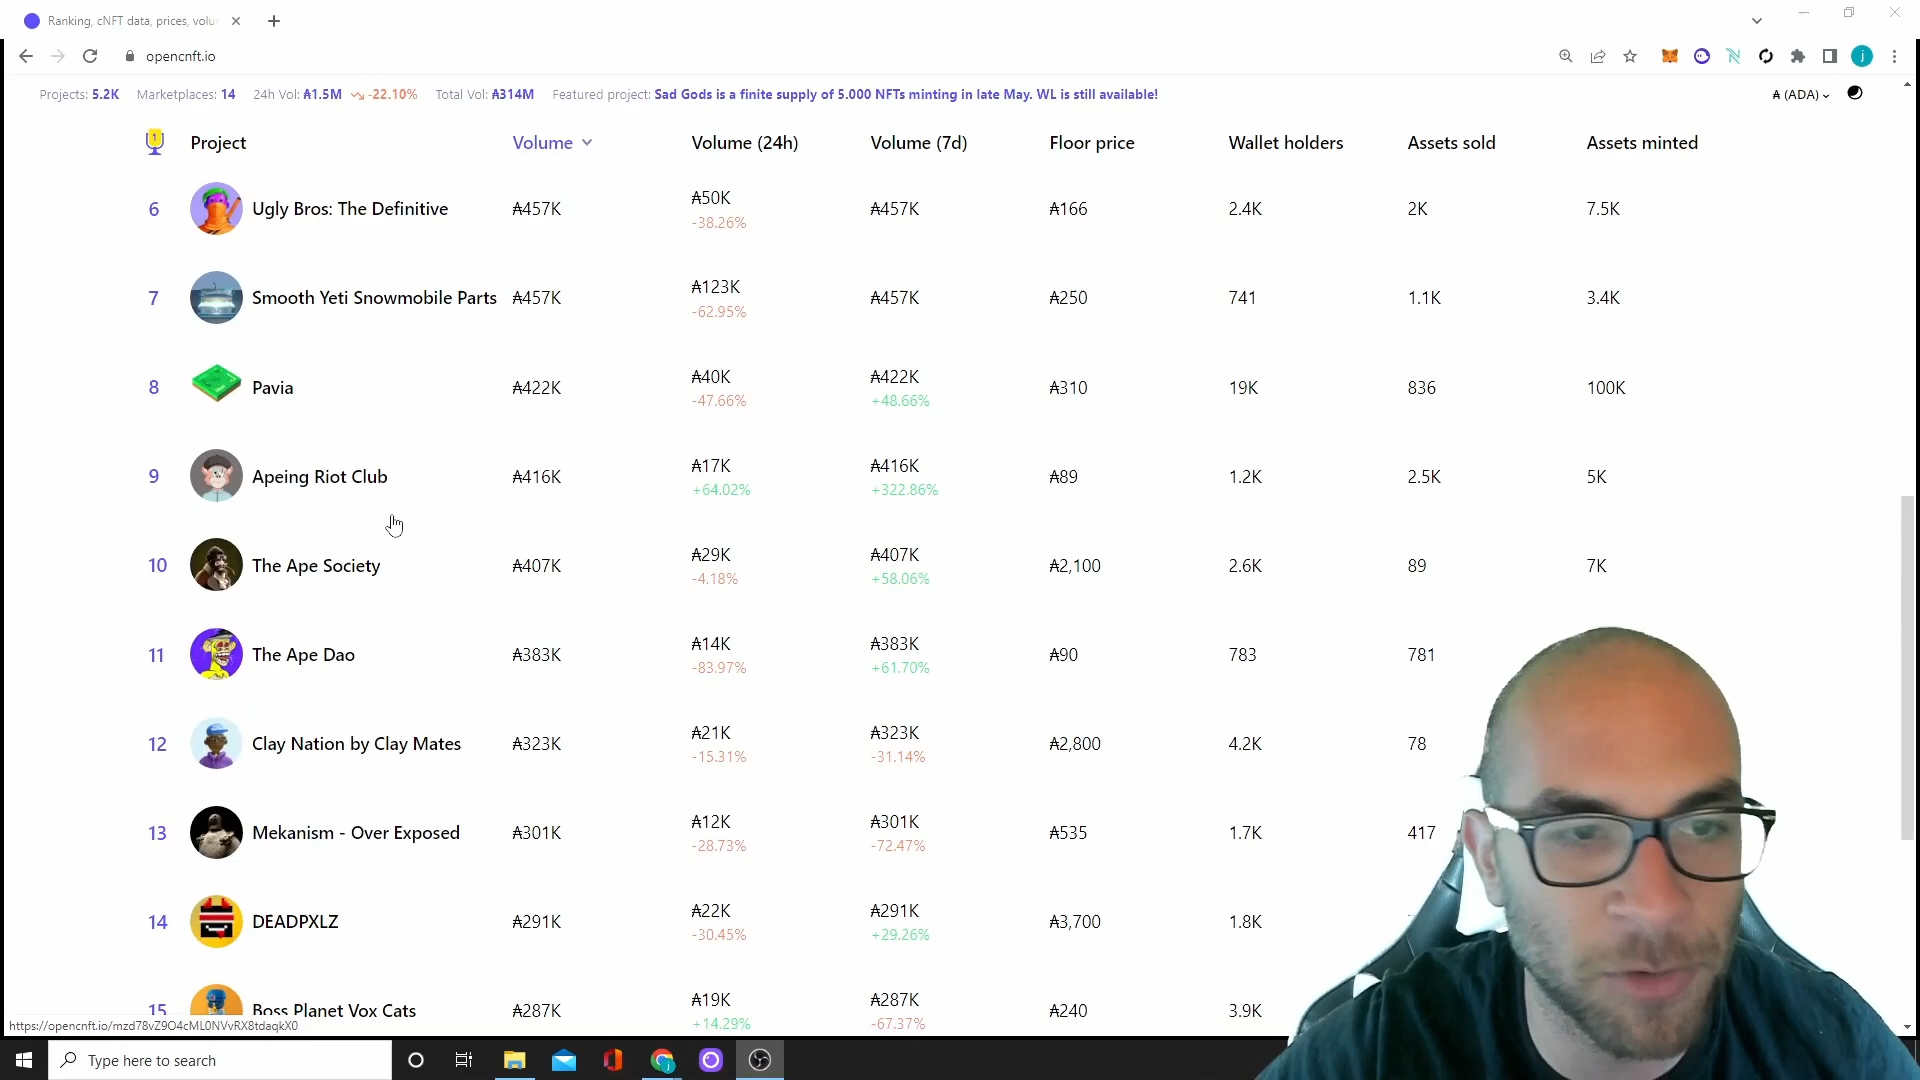 Ranking, cNFT data, prices, volu
opencnft.io
Projects: 5.2K Marketplaces: 14 24h Vol: ₳1.5M -22.10% Total Vol: ₳314M Featured project: Sad Gods is a finite supply of 5.000 NFTs minting in late May. WL is still available! ₳ (ADA)
1 Project Volume Volume (24h) Volume (7d) Floor price Wallet holders Assets sold Assets minted
6 Ugly Bros: The Definitive ₳457K ₳50K ₳457K ₳166 2.4K 2K 7.5K
-38.26%
7 Smooth Yeti Snowmobile Parts ₳457K ₳123K ₳457K ₳250 741 1.1K 3.4K
-62.95%
8 Pavia ₳422K ₳40K ₳422K ₳310 19K 836 100K
-47.66% +48.66%
9 Apeing Riot Club ₳416K ₳17K ₳416K ₳89 1.2K 2.5K 5K
+64.02% +322.86%
10 The Ape Society ₳407K ₳29K ₳407K ₳2,100 2.6K 89 7K
-4.18% +58.06%
11 The Ape Dao ₳383K ₳14K ₳383K ₳90 783 781
-83.97% +61.70%
12 Clay Nation by Clay Mates ₳323K ₳21K ₳323K ₳2,800 4.2K 78
-15.31% -31.14%
13 Mekanism - Over Exposed ₳301K ₳12K ₳301K ₳535 1.7K 417
-28.73% -72.47%
14 DEADPXLZ ₳291K ₳22K ₳291K ₳3,700 1.8K
-30.45% +29.26%
15 Boss Planet Vox Cats ₳287K ₳19K ₳287K ₳240 3.9K
+14.29% -67.37%
https://opencnft.io/mzd78vZ9O4cML0NVvRX8tdaqkX0
Type here to search